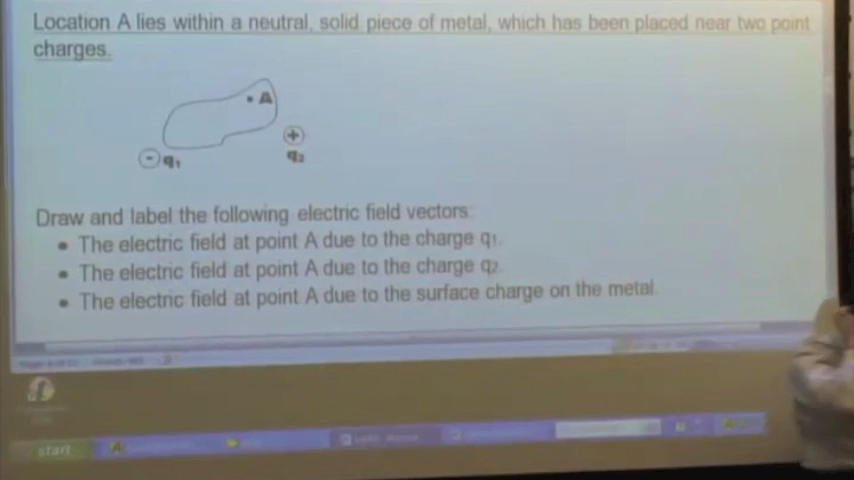 Location A lies within a neutral, solid piece of metal, which has been placed near two point
charges.
• A
+
- q1
q2
Draw and label the following electric field vectors:
• The electric field at point A due to the charge q1.
• The electric field at point A due to the charge q2.
• The electric field at point A due to the surface charge on the metal.
start